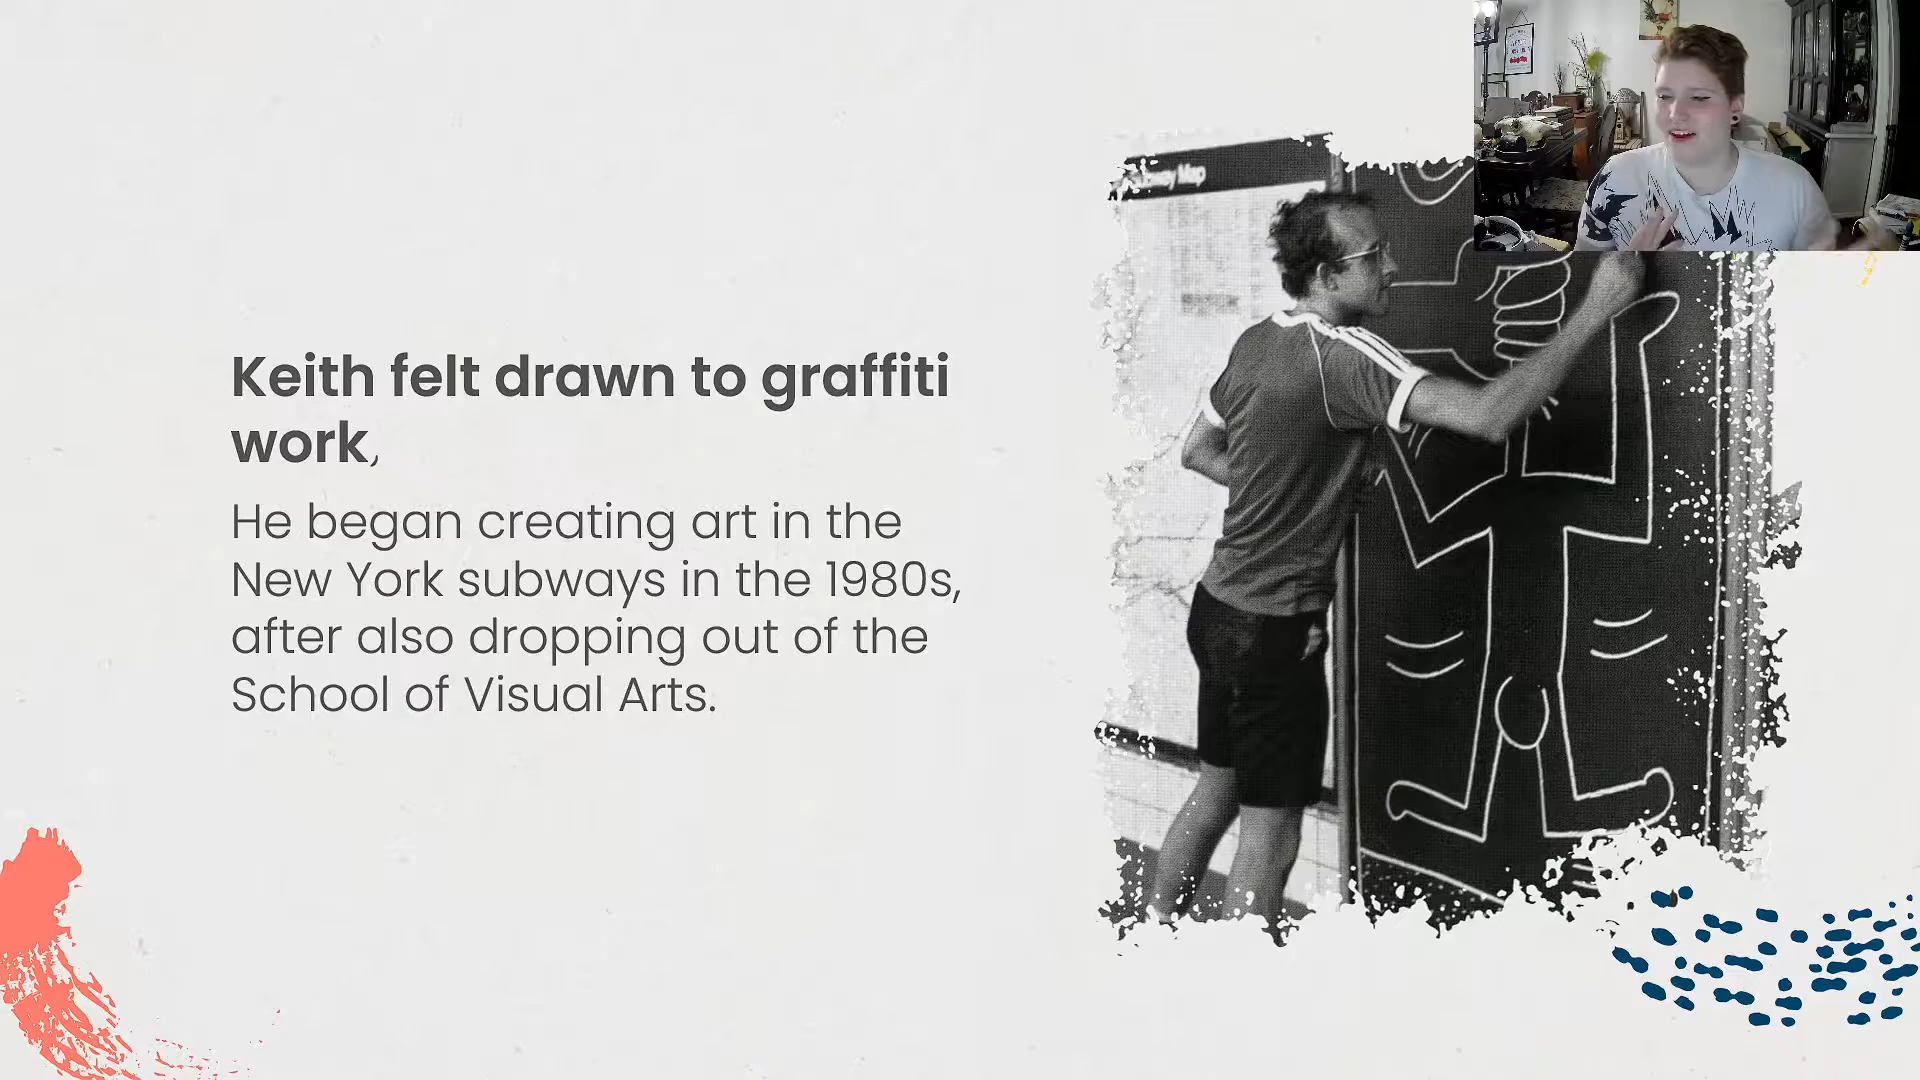 Keith felt drawn to graffiti
work,
He began creating art in the
New York subways in the 1980s,
after also dropping out of the
School of Visual Arts.
Map